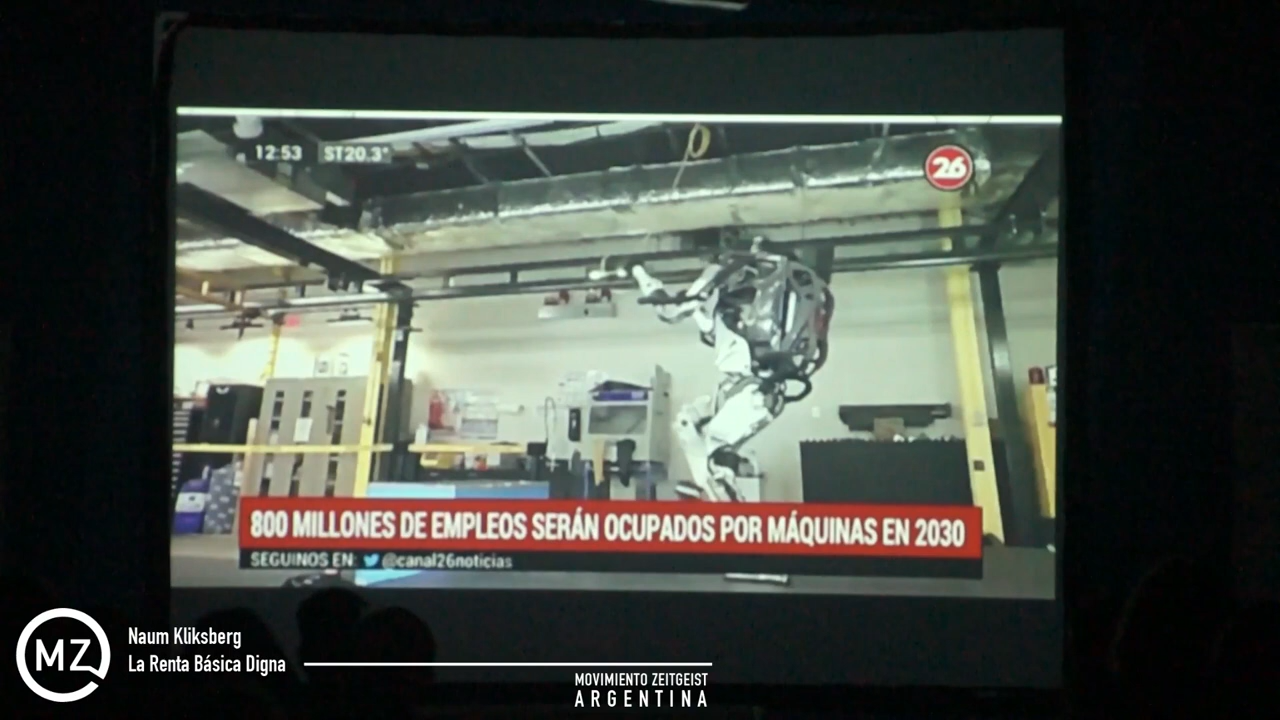 12:53 ST20.3°
26
800 MILLONES DE EMPLEOS SERÁN OCUPADOS POR MÁQUINAS EN 2030
SEGUINOS EN: @canal26noticias
MZ
Naum Kliksberg
La Renta Básica Digna
MOVIMIENTO ZEITGEIST
ARGENTINA